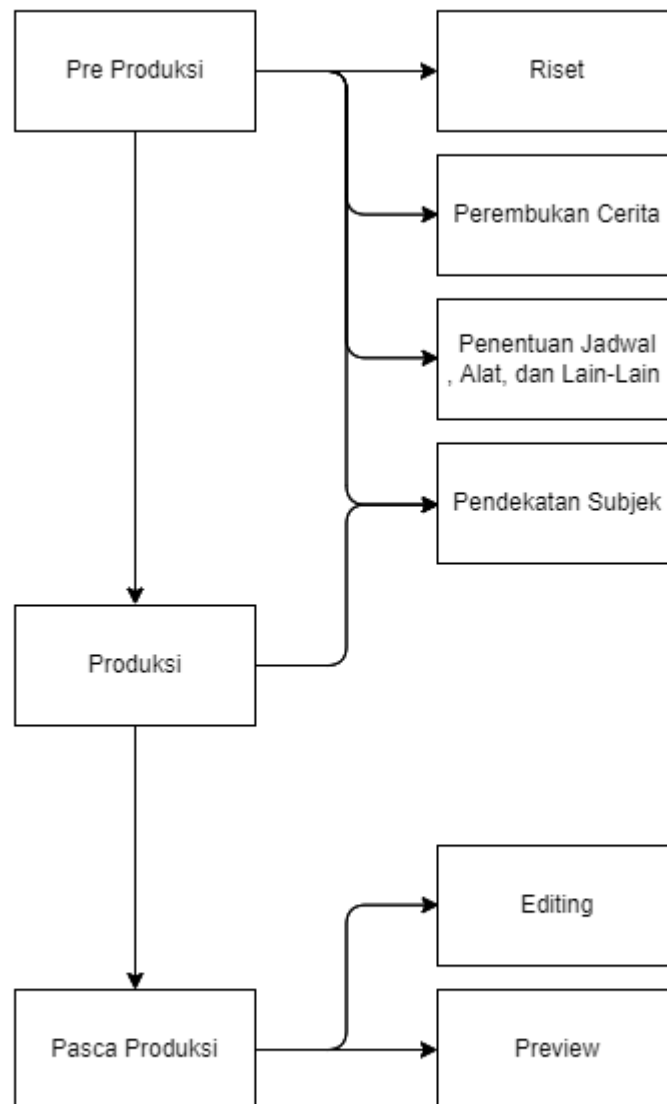 Pre Produksi
Riset
Perembukan Cerita
Penentuan Jadwal
, Alat, dan Lain-Lain
Pendekatan Subjek
Produksi
Editing
Pasca Produksi
Preview